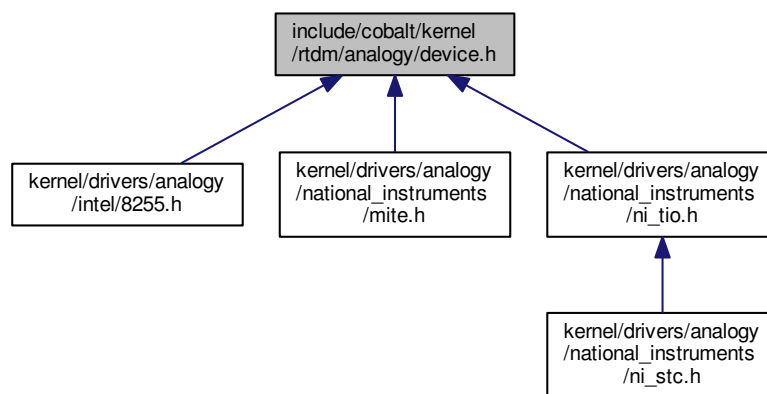 include/cobalt/kernel
/rtdm/analogy/device.h
kernel/drivers/analogy
/intel/8255.h
kernel/drivers/analogy
/national_instruments
/mite.h
kernel/drivers/analogy
/national_instruments
/ni_tio.h
kernel/drivers/analogy
/national_instruments
/ni_stc.h